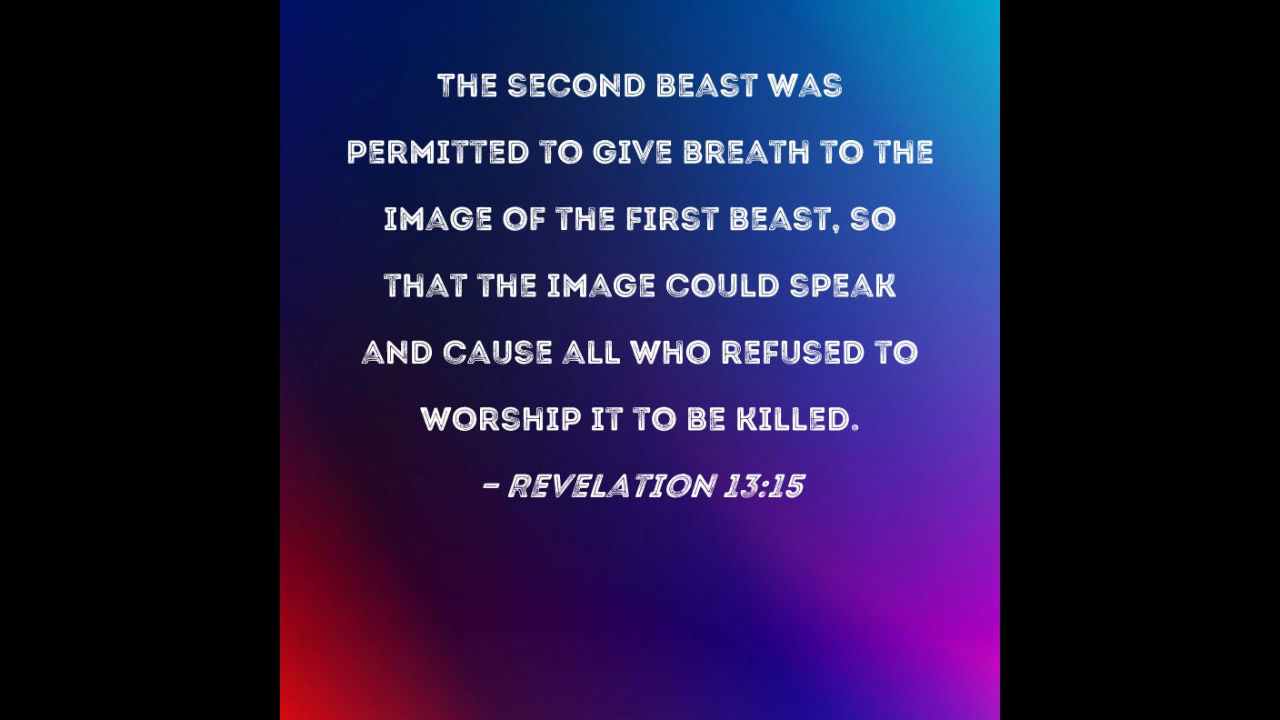 THE SECOND BEAST WAS
PERMITTED TO GIVE BREATH TO THE
IMAGE OF THE FIRST BEAST, SO
THAT THE IMAGE COULD SPEAK
AND CAUSE ALL WHO REFUSED TO
WORSHIP IT TO BE KILLED.
– REVELATION 13:15